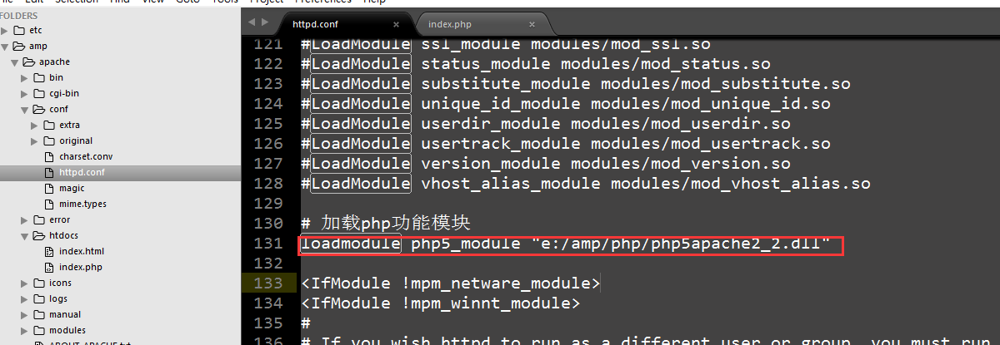 File Edit Selection Find View Goto Tools Project Preferences Help
FOLDERS
etc
amp
apache
bin
cgi-bin
conf
extra
original
charset.conv
httpd.conf
magic
mime.types
error
htdocs
index.html
index.php
icons
logs
manual
modules
ABOUT-APACHE.txt
httpd.conf × index.php ×
121 #LoadModule ssl_module modules/mod_ssl.so
122 #LoadModule status_module modules/mod_status.so
123 #LoadModule substitute_module modules/mod_substitute.so
124 #LoadModule unique_id_module modules/mod_unique_id.so
125 #LoadModule userdir_module modules/mod_userdir.so
126 #LoadModule usertrack_module modules/mod_usertrack.so
127 #LoadModule version_module modules/mod_version.so
128 #LoadModule vhost_alias_module modules/mod_vhost_alias.so
129
130 # 加载php功能模块
131 loadmodule php5_module "e:/amp/php/php5apache2_2.dll"
132
133 <IfModule !mpm_netware_module>
134 <IfModule !mpm_winnt_module>
135 #
136 # If you wish httpd to run as a different user or group, you must run